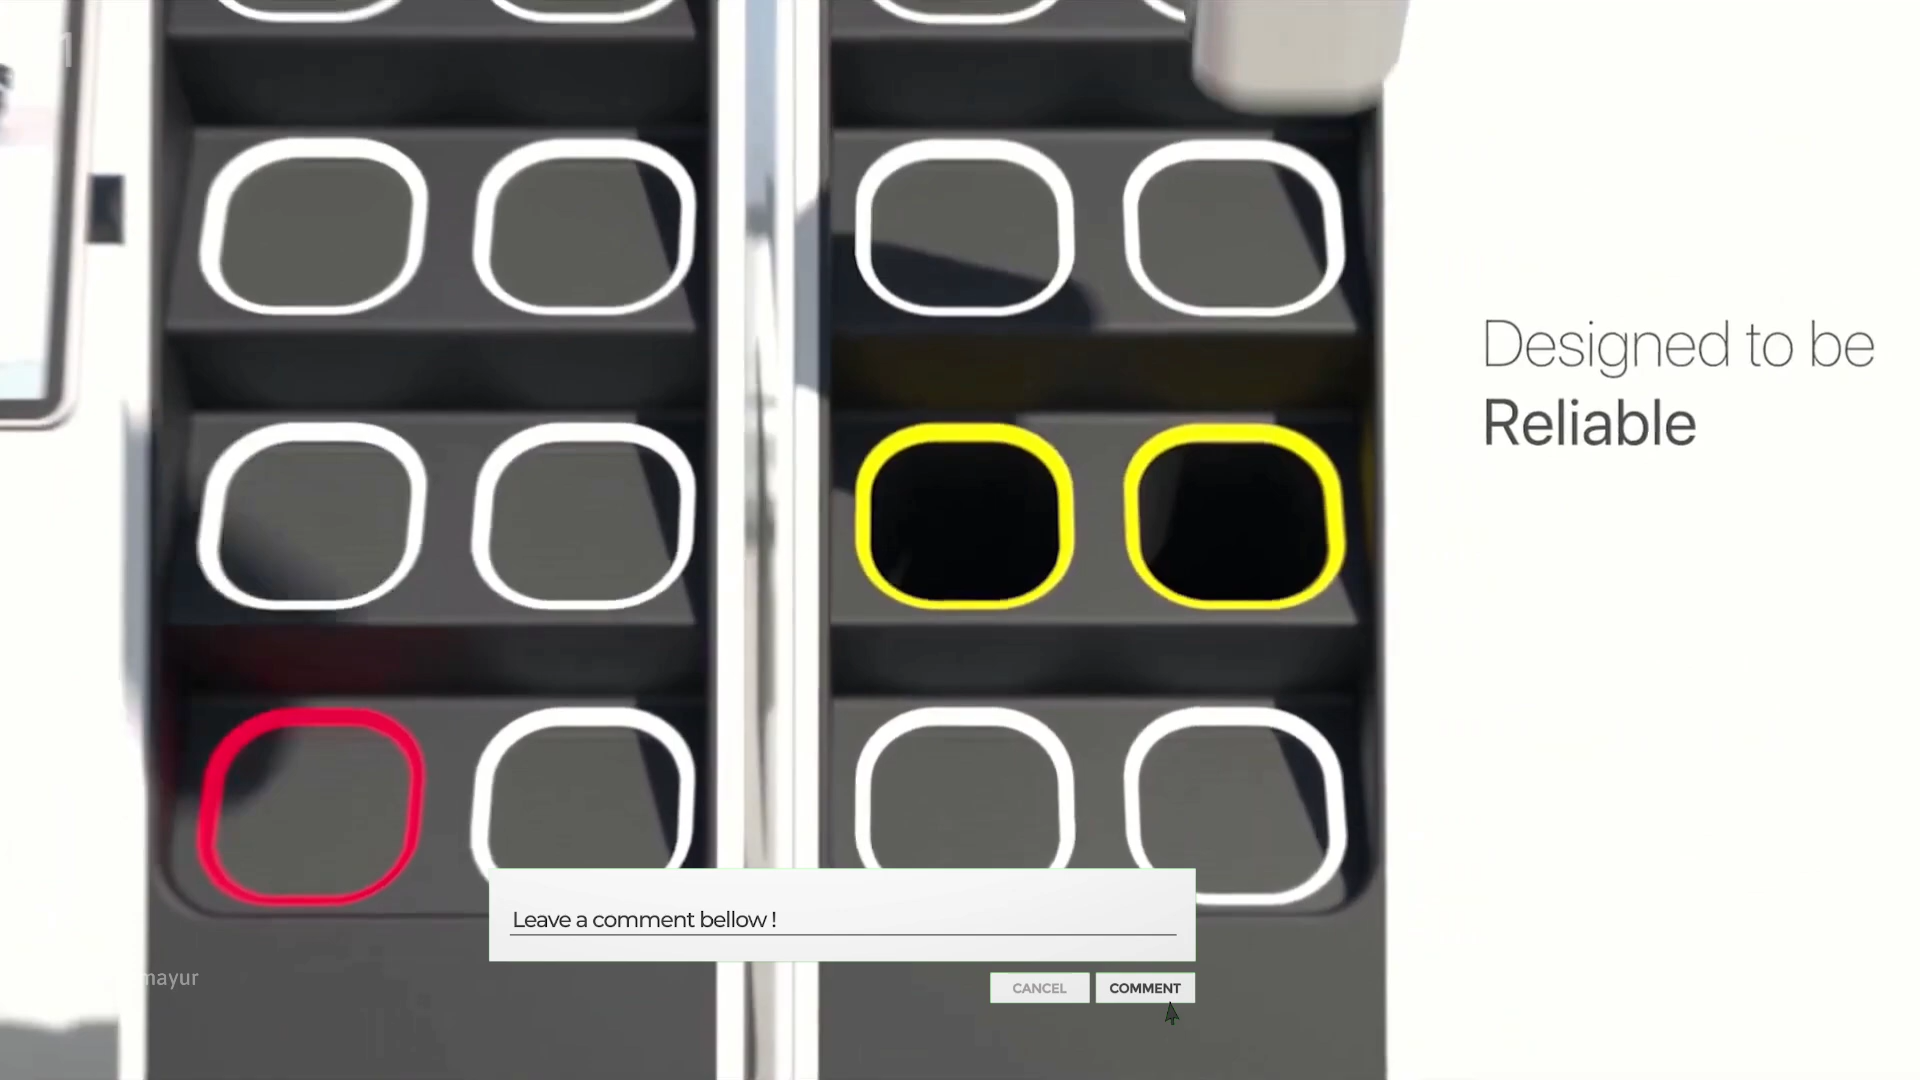 Designed to be
Reliable
Leave a comment bellow !
mayur
CANCEL
COMMENT